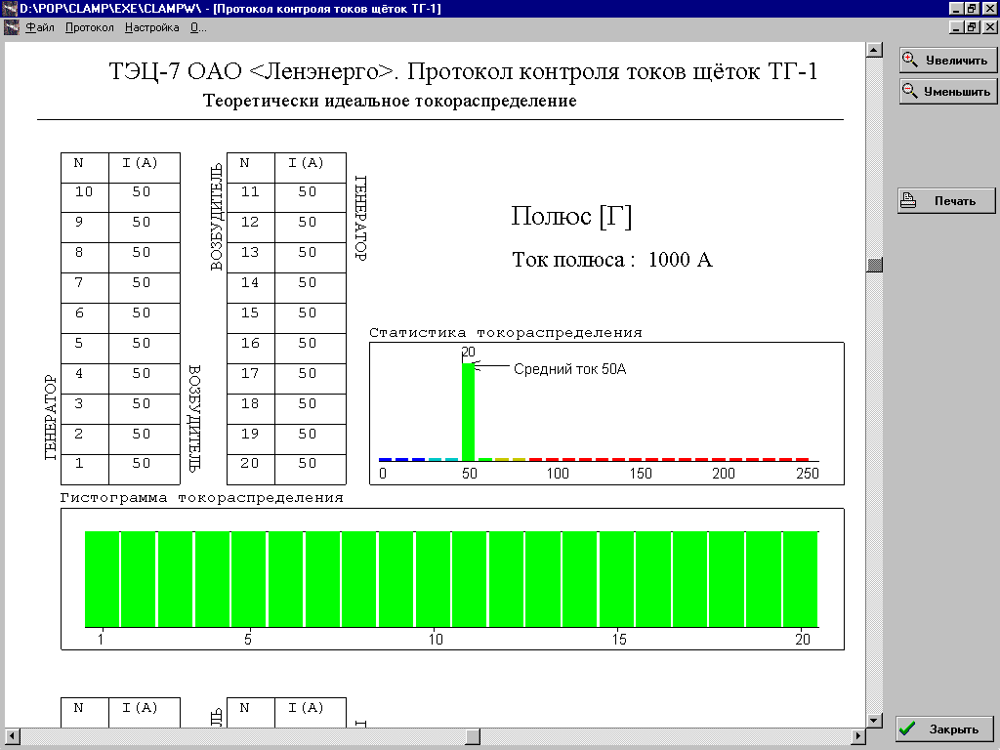 D:\POP\CLAMP\EXE\CLAMPW\ - [Протокол контроля токов щёток ТГ-1]
Файл Протокол Настройка О...
Увеличить
Уменьшить
Печать
Закрыть
ТЭЦ-7 ОАО <Ленэнерго>. Протокол контроля токов щёток ТГ-1
Теоретически идеальное токораспределение
N I(A)
10 50
9 50
8 50
7 50
6 50
5 50
4 50
3 50
2 50
1 50
ГЕНЕРАТОР
ВОЗБУДИТЕЛЬ
ВОЗБУДИТЕЛЬ
N I(A)
11 50
12 50
13 50
14 50
15 50
16 50
17 50
18 50
19 50
20 50
ГЕНЕРАТОР
Полюс [Г]
Ток полюса : 1000 А
Статистика токораспределения
20
Средний ток 50А
0 50 100 150 200 250
Гистограмма токораспределения
1 5 10 15 20
N I(A)
ЛЬ
N I(A)